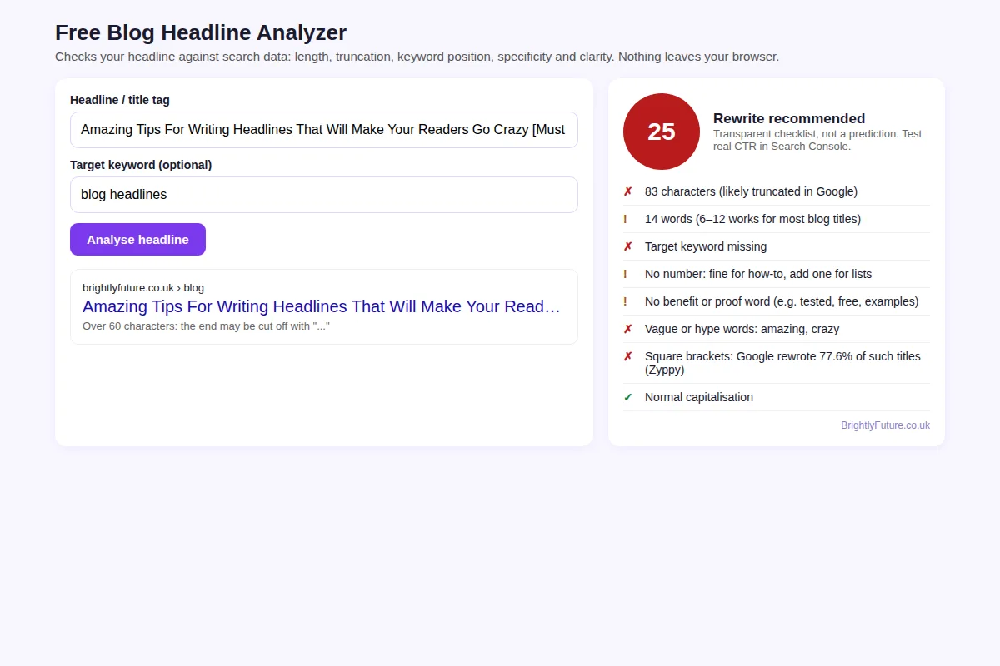 Free Blog Headline Analyzer
Checks your headline against search data: length, truncation, keyword position, specificity and clarity. Nothing leaves your browser.
Headline / title tag
Amazing Tips For Writing Headlines That Will Make Your Readers Go Crazy [Must
Target keyword (optional)
blog headlines
Analyse headline
brightlyfuture.co.uk › blog
Amazing Tips For Writing Headlines That Will Make Your Read…
Over 60 characters: the end may be cut off with "..."
25
Rewrite recommended
Transparent checklist, not a prediction. Test
real CTR in Search Console.
✗ 83 characters (likely truncated in Google)
! 14 words (6–12 works for most blog titles)
✗ Target keyword missing
! No number: fine for how-to, add one for lists
! No benefit or proof word (e.g. tested, free, examples)
✗ Vague or hype words: amazing, crazy
✗ Square brackets: Google rewrote 77.6% of such titles
(Zyppy)
✓ Normal capitalisation
BrightlyFuture.co.uk